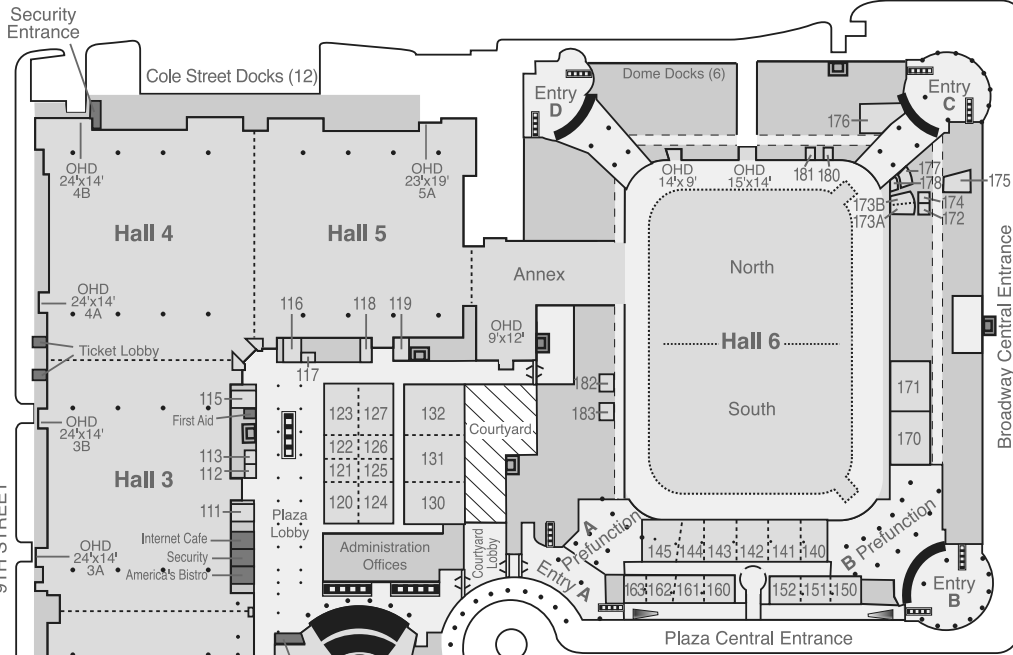 Security
Entrance
Cole Street Docks (12)
Dome Docks (6)
Entry
D
Entry
C
176
OHD
24'x14'
4B
OHD
23'x19'
5A
OHD
14'x 9'
OHD
15'x14'
181
180
177
178
175
173B
173A
174
172
Hall 4
Hall 5
Annex
North
Hall 6
South
OHD
24'x14'
4A
116
118
119
OHD
9'x12'
117
Ticket Lobby
115
First Aid
OHD
24'x14'
3B
113
112
Hall 3
111
123
127
132
122
126
121
125
131
120
124
130
Courtyard
182
183
171
170
Broadway Central Entrance
9TH STREET
Plaza
Lobby
Internet Cafe
Security
America's Bistro
OHD
24'x14'
3A
Administration
Offices
Courtyard
Lobby
A
Prefunction
Entry A
145
144
143
142
141
140
B Prefunction
163
162
161
160
152
151
150
Entry
B
Plaza Central Entrance